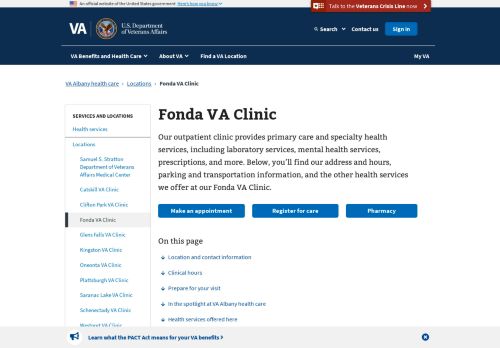 An official website of the United States government Here's how you know
Talk to the Veterans Crisis Line now
VA
U.S. Department
of Veterans Affairs
Search
Contact us
Sign in
VA Benefits and Health Care
About VA
Find a VA Location
My VA
VA Albany health care › Locations › Fonda VA Clinic
SERVICES AND LOCATIONS
Health services
Locations
Samuel S. Stratton
Department of Veterans
Affairs Medical Center
Catskill VA Clinic
Clifton Park VA Clinic
Fonda VA Clinic
Glens Falls VA Clinic
Kingston VA Clinic
Oneonta VA Clinic
Plattsburgh VA Clinic
Saranac Lake VA Clinic
Schenectady VA Clinic
Westport VA Clinic
Fonda VA Clinic
Our outpatient clinic provides primary care and specialty health
services, including laboratory services, mental health services,
prescriptions, and more. Below, you'll find our address and hours,
parking and transportation information, and the other health services
we offer at our Fonda VA Clinic.
Make an appointment
Register for care
Pharmacy
On this page
Location and contact information
Clinical hours
Prepare for your visit
In the spotlight at VA Albany health care
Health services offered here
Learn what the PACT Act means for your VA benefits